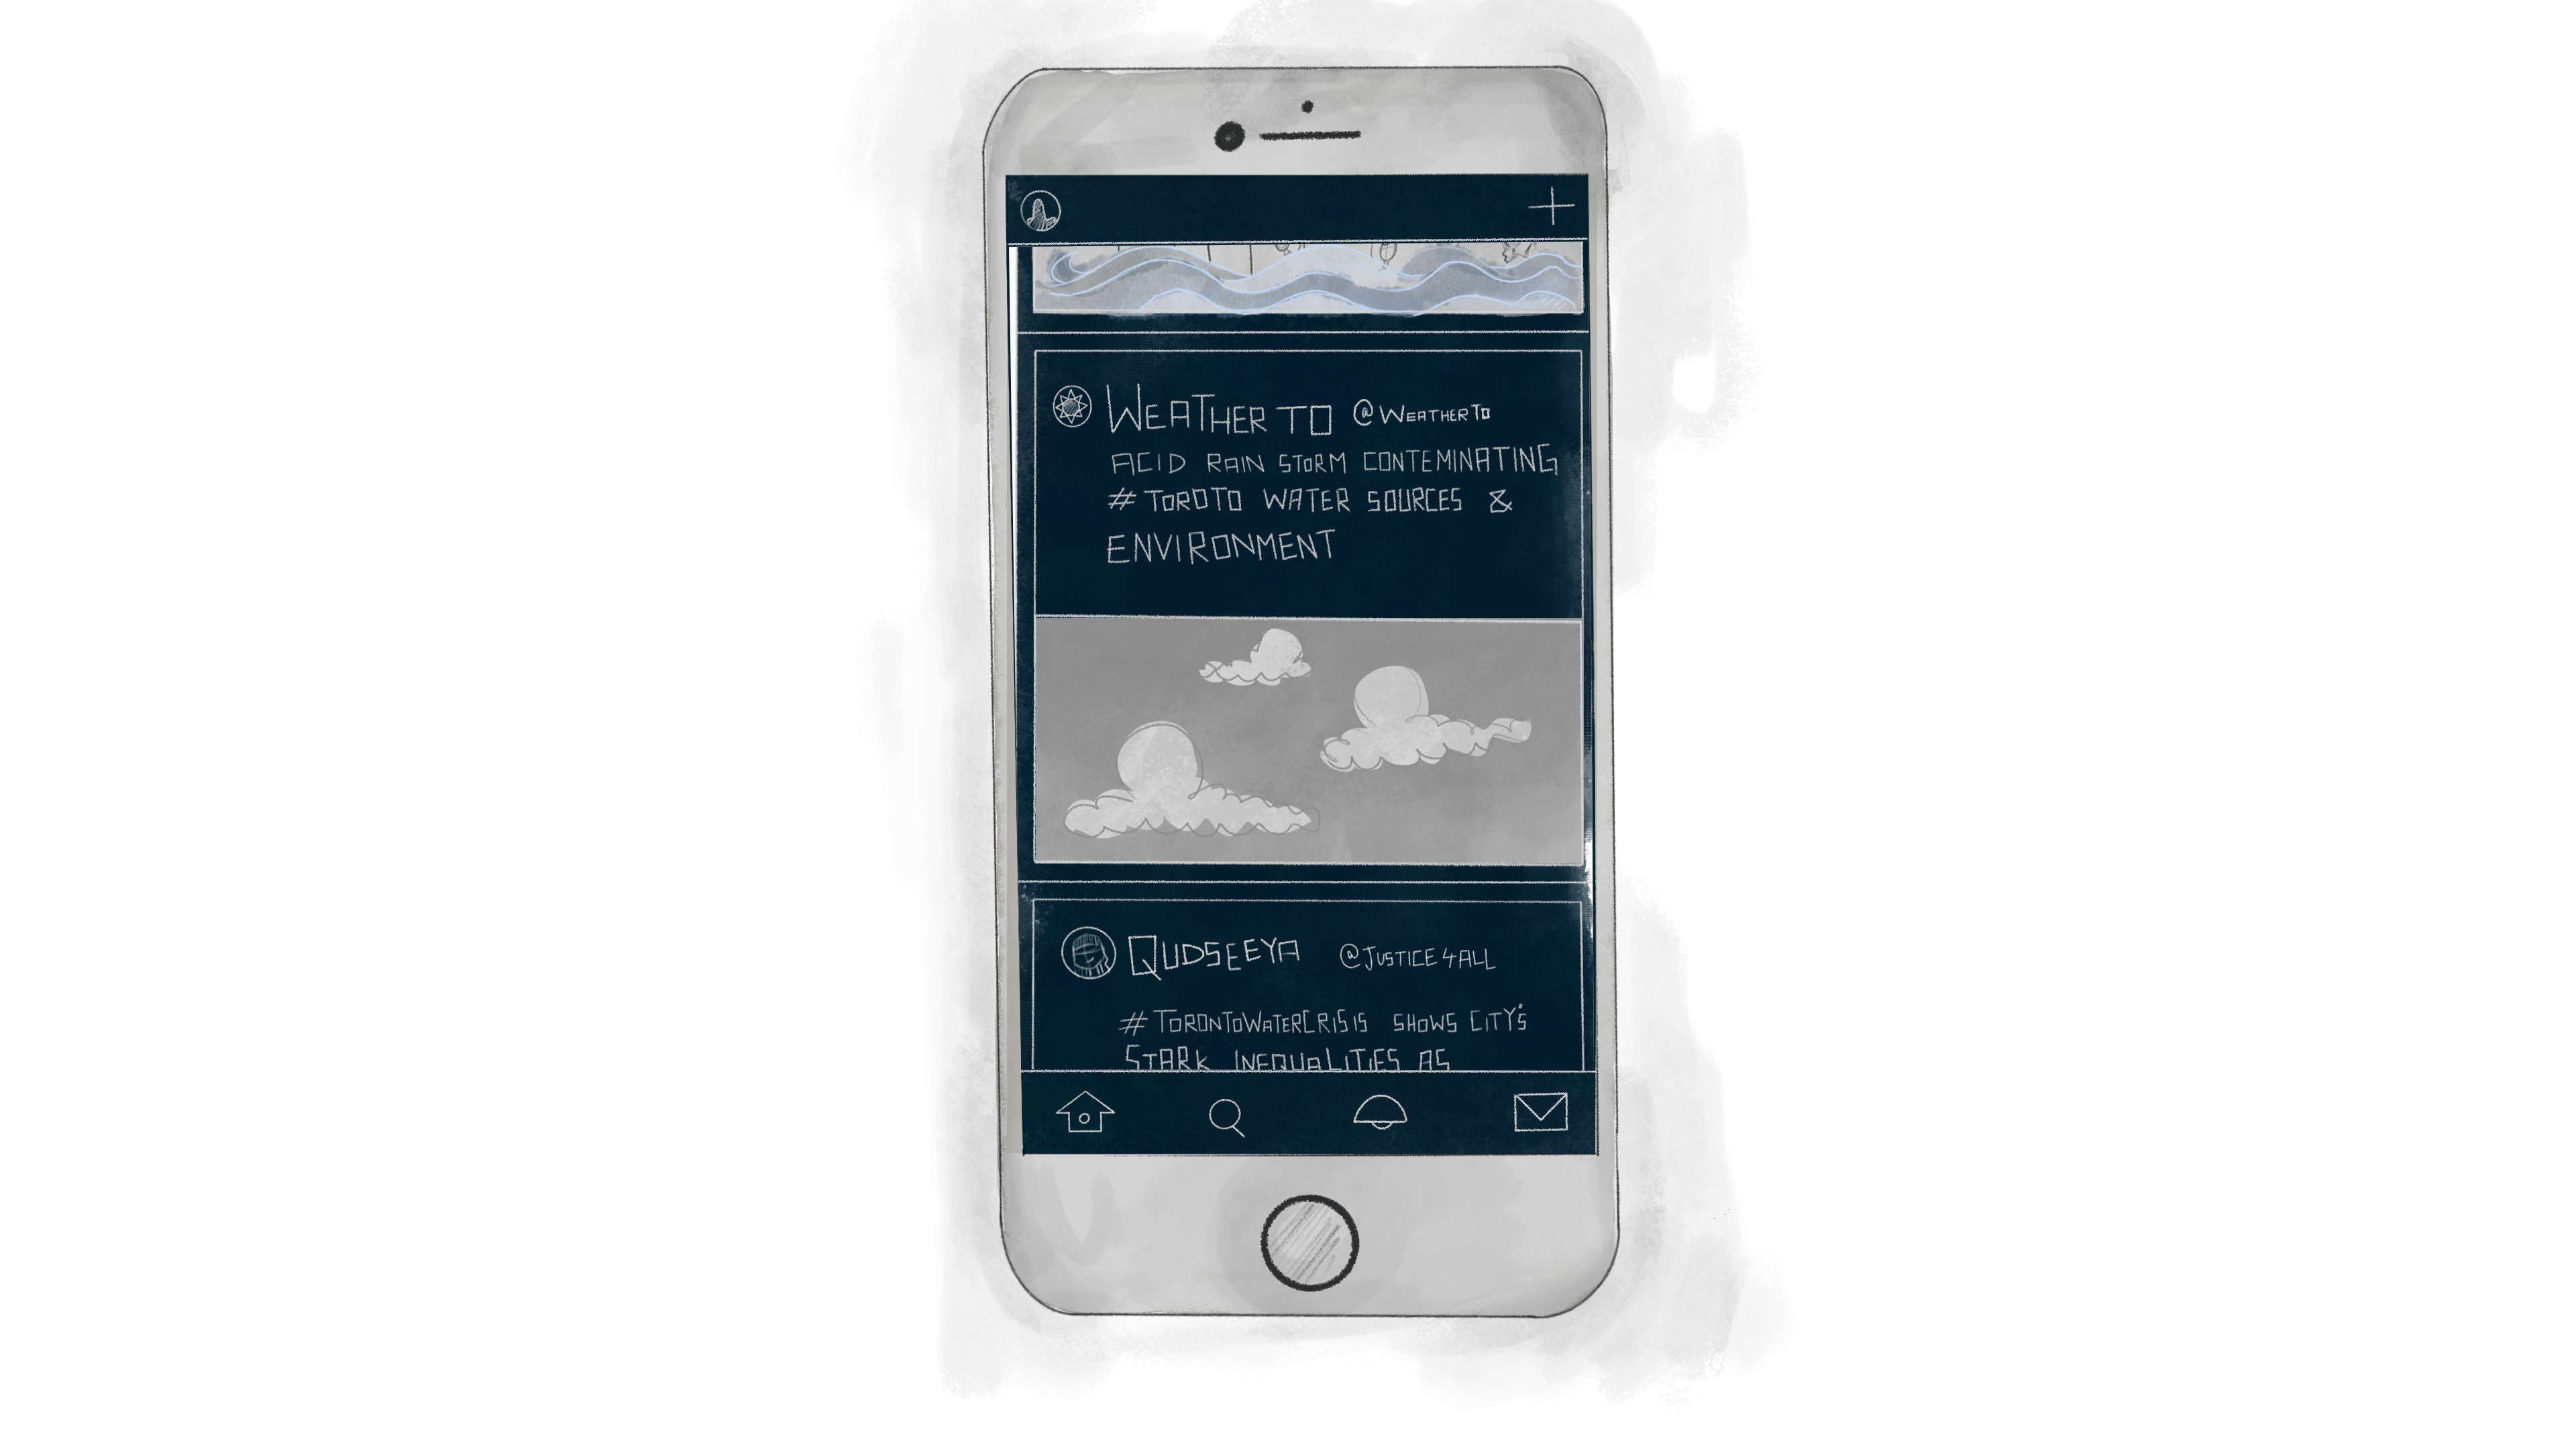 WEATHER TO @WEATHERTO
ACID RAIN STORM CONTEMINATING
# TOROTO WATER SOURCES &
ENVIRONMENT
QUDSEEYA @JUSTICE4ALL
#TORONTOWATERCRISIS SHOWS CITY'S
STARK INEQUALITIES AS